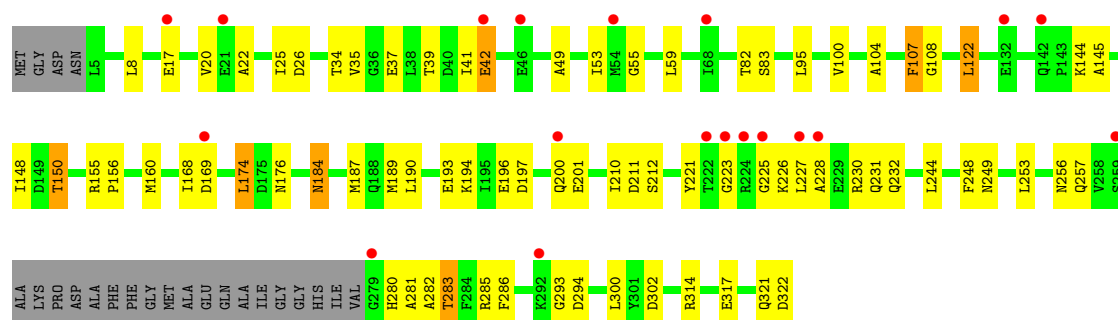 MET GLY ASP ASN L5 L8 E17 V20 E21 A22 I25 D26 T34 V35 G36 E37 L38 T39 D40 I41 E42 E46 A49 I53 M54 G55 L59 I68 T82 S83 L95 V100 A104 F107 G108 L122 E132 Q142 P143 K144 A145
I148 D149 T150 R155 P156 M160 I168 D169 L174 D175 N176 N184 M187 Q188 M189 L190 E193 K194 I195 E196 D197 Q200 E201 I210 D211 S212 Y221 T222 G223 R224 G225 K226 L227 A228 E229 R230 Q231 Q232 L244 F248 N249 L253 N256 Q257 V258 G259
ALA LYS PRO ASP ALA PHE PHE GLY MET ALA GLU GLN ALA ILE GLY GLY HIS ILE VAL G279 H280 A281 A282 T283 F284 R285 F286 K292 G293 D294 L300 Y301 D302 R314 E317 Q321 D322